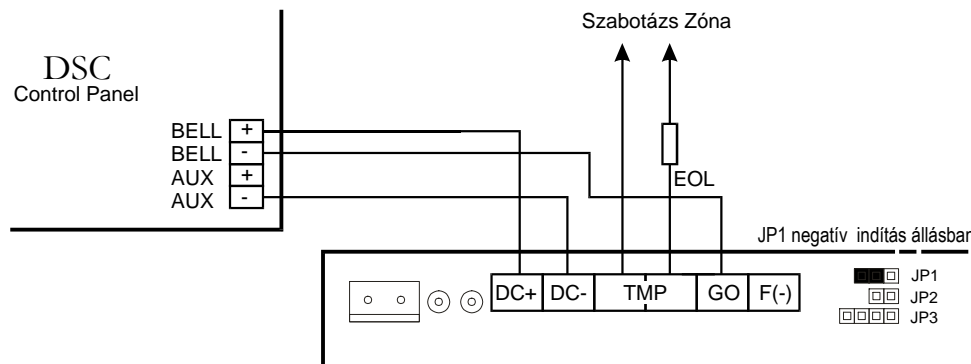 Szabotázs Zóna
DSC
Control Panel
BELL +
BELL -
AUX +
AUX -
EOL
JP1 negatív indítás állásbar
DC+ DC- TMP GO F(-)
JP1
JP2
JP3